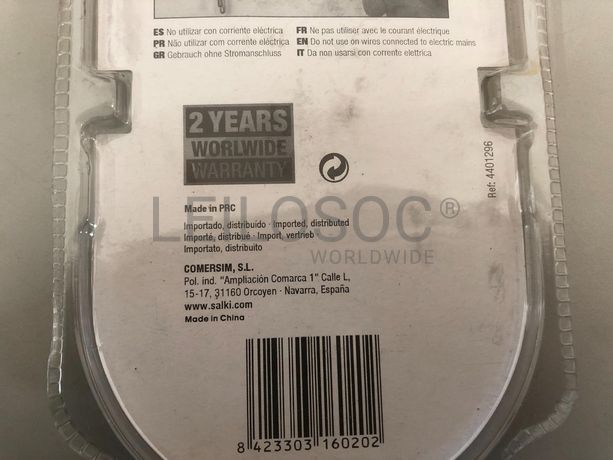 ES No utilizar con corriente eléctrica
FR Ne pas utiliser avec le courant électrique
PR Não utilizar com corrente eléctrica
EN Do not use on wires connected to electric mains
GR Gebrauch ohne Stromanschluss
IT Da non usarsi con corrente elettrica
2 YEARS
WORLWIDE
WARRANTY
Ref: 4401296
Made in PRC
Importado, distribuido · Imported, distributed
Importé, distribué · Import, vertrieb ·
Importato, distribuito
LEILOSOC®
WORLDWIDE
COMERSIM, S.L.
Pol. ind. "Ampliación Comarca 1" Calle L,
15-17, 31160 Orcoyen · Navarra, España
www.salki.com
Made in China
8 423303 160202